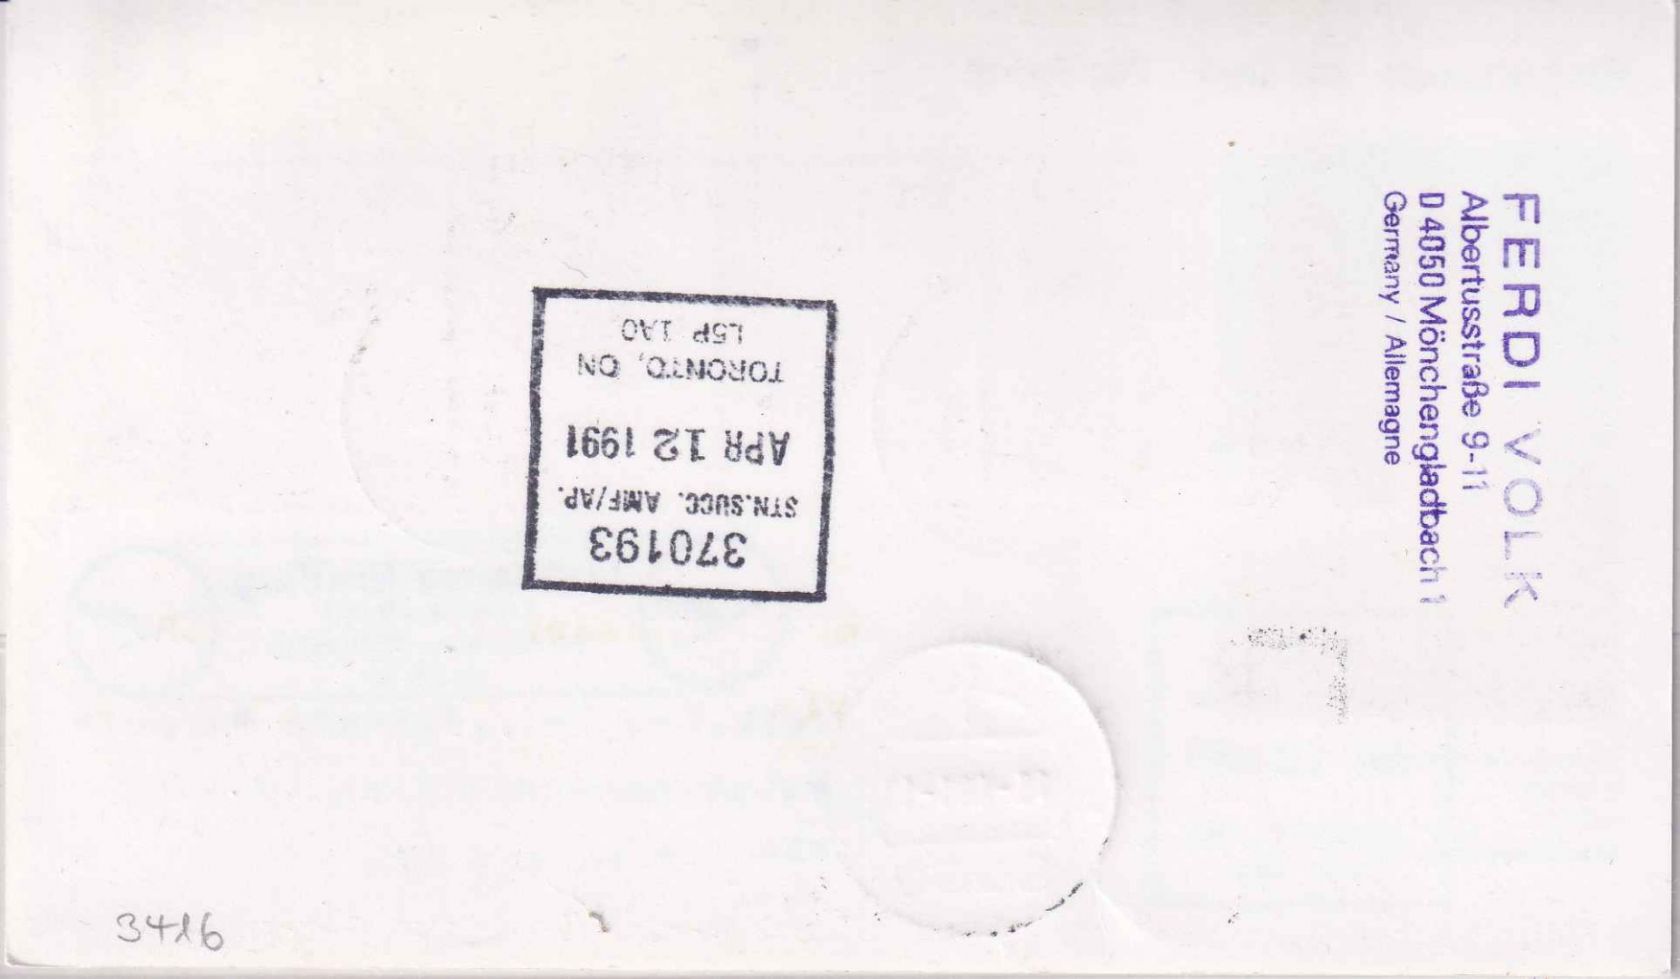 FERDI VOLK
Albertusstraße 9-11
D 4050 Mönchengladbach 1
Germany / Allemagne
370193
STN.SUCC. AMF/AP.
APR 12 1991
TORONTO, ON
L5P 1A0
3416